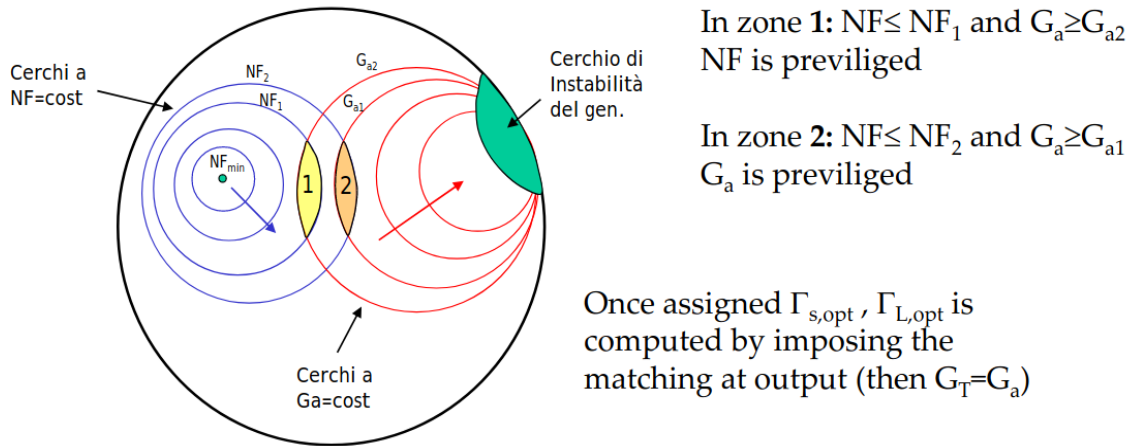 Cerchi a
NF=cost
NF2
NF1
NFmin
1
2
Ga2
Ga1
Cerchio di
Instabilità
del gen.
Cerchi a
Ga=cost
In zone 1: NF≤ NF1 and Ga≥Ga2
NF is previliged
In zone 2: NF≤ NF2 and Ga≥Ga1
Ga is previliged
Once assigned Γs,opt , ΓL,opt is
computed by imposing the
matching at output (then GT=Ga)